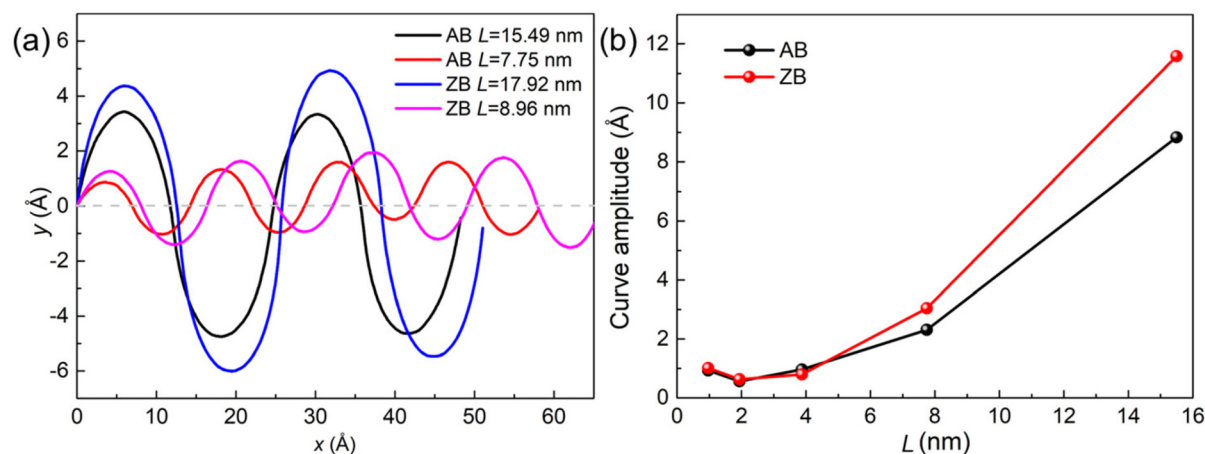 (a)
AB L=15.49 nm
AB L=7.75 nm
ZB L=17.92 nm
ZB L=8.96 nm
y (Å)
6
4
2
0
-2
-4
-6
0 10 20 30 40 50 60
x (Å)
(b)
AB
ZB
Curve amplitude (Å)
12
10
8
6
4
2
0
0 2 4 6 8 10 12 14 16
L (nm)